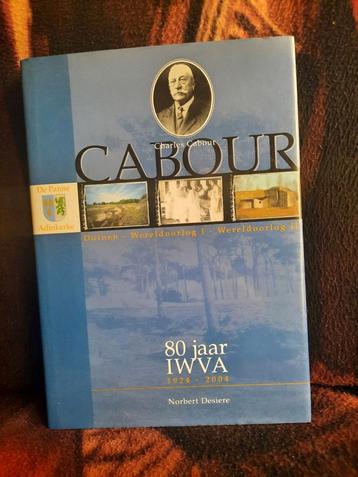 Charles Cabour
CABOUR
De Panne
Adinkerke
Duinen - Wereldoorlog I - Wereldoorlog II
80 jaar
IWVA
1924 - 2004
Norbert Desiere